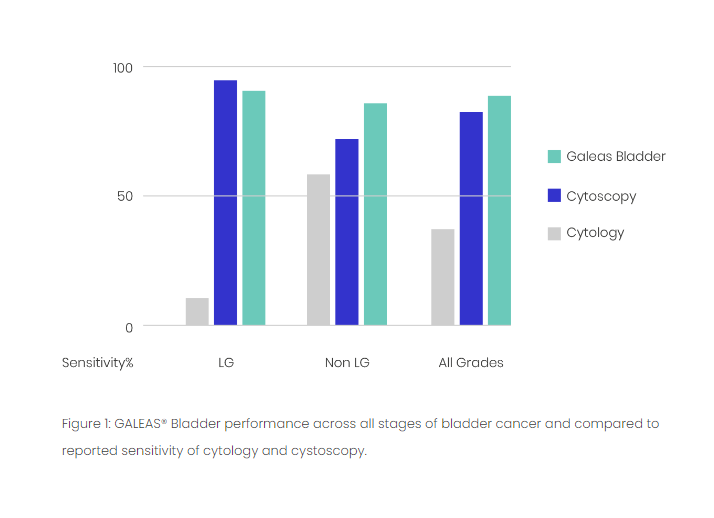 100
50
0
Galeas Bladder
Cytoscopy
Cytology
Sensitivity%
LG
Non LG
All Grades
Figure 1: GALEAS® Bladder performance across all stages of bladder cancer and compared to
reported sensitivity of cytology and cystoscopy.